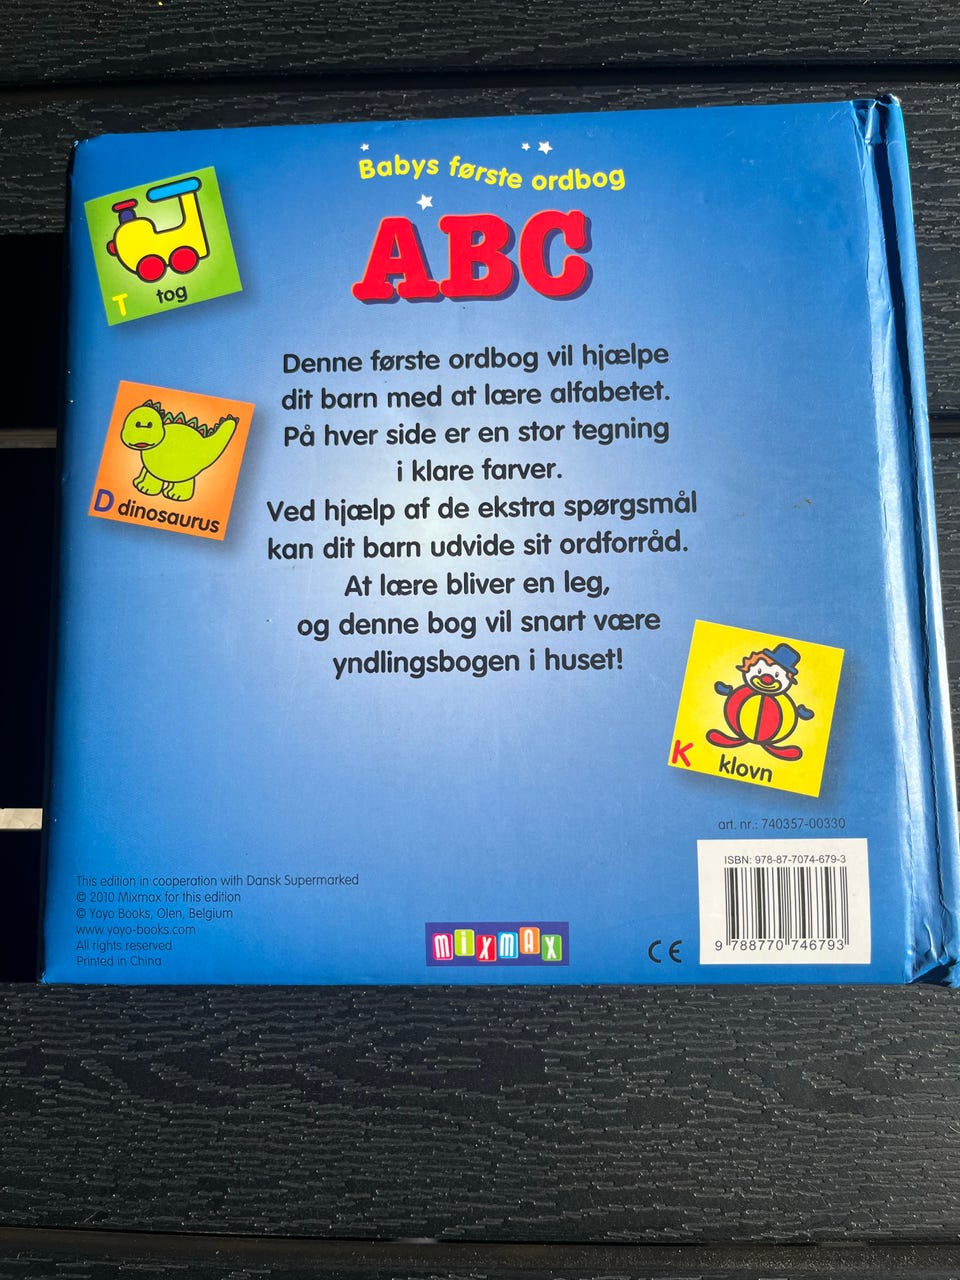 Babys første ordbog
ABC
T tog
Denne første ordbog vil hjælpe
dit barn med at lære alfabetet.
På hver side er en stor tegning
i klare farver.
Ved hjælp af de ekstra spørgsmål
kan dit barn udvide sit ordforråd.
At lære bliver en leg,
og denne bog vil snart være
yndlingsbogen i huset!
D dinosaurus
K klovn
art. nr.: 740357-00330
ISBN: 978-87-7074-679-3
9 788770 746793
This edition in cooperation with Dansk Supermarked
© 2010 Mixmax for this edition
© Yoyo Books, Olen, Belgium
www.yoyo-books.com
All rights reserved
Printed in China
mixmax
CE